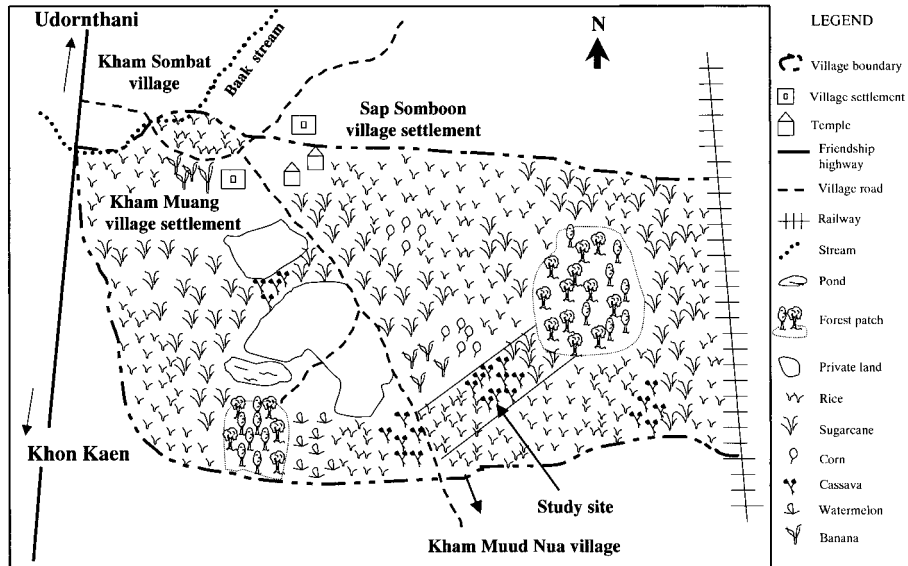 Udornthani
Kham Sombat
village
Baak stream
N
Sap Somboon
village settlement
Kham Muang
village settlement
Khon Kaen
Study site
Kham Muud Nua village
LEGEND
Village boundary
Village settlement
Temple
Friendship
highway
Village road
Railway
Stream
Pond
Forest patch
Private land
Rice
Sugarcane
Corn
Cassava
Watermelon
Banana